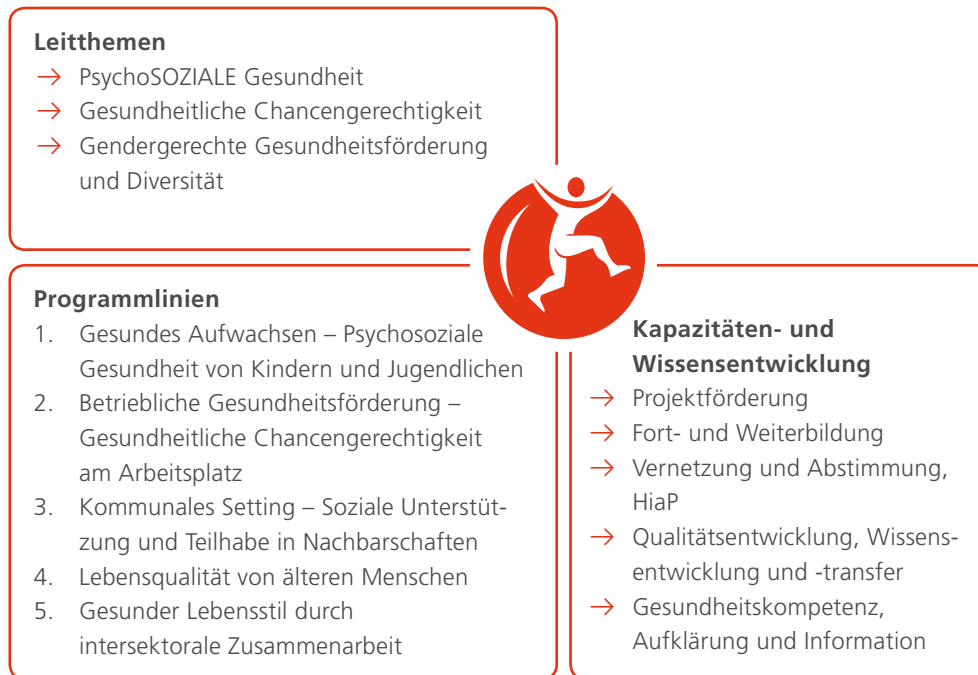 Leitthemen
→ PsychoSOZIALE Gesundheit
→ Gesundheitliche Chancengerechtigkeit
→ Gendergerechte Gesundheitsförderung
und Diversität
Programmlinien
1. Gesundes Aufwachsen – Psychosoziale
Gesundheit von Kindern und Jugendlichen
2. Betriebliche Gesundheitsförderung –
Gesundheitliche Chancengerechtigkeit
am Arbeitsplatz
3. Kommunales Setting – Soziale Unterstüt-
zung und Teilhabe in Nachbarschaften
4. Lebensqualität von älteren Menschen
5. Gesunder Lebensstil durch
intersektorale Zusammenarbeit
Kapazitäten- und
Wissensentwicklung
→ Projektförderung
→ Fort- und Weiterbildung
→ Vernetzung und Abstimmung,
HiaP
→ Qualitätsentwicklung, Wissens-
entwicklung und -transfer
→ Gesundheitskompetenz,
Aufklärung und Information